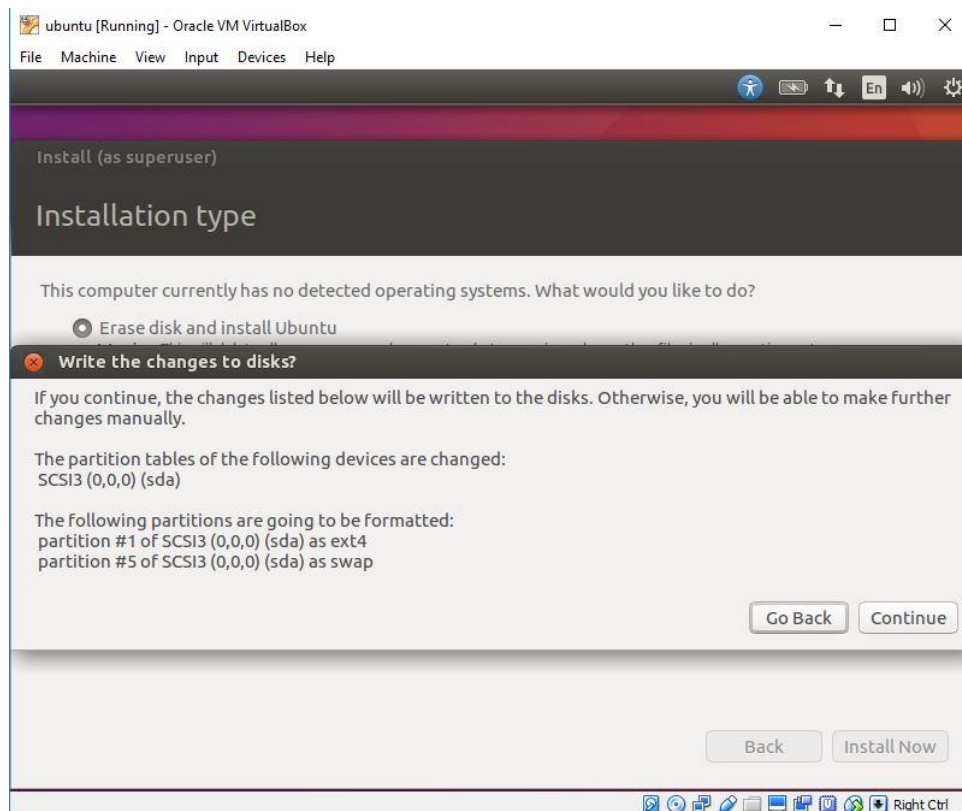 ubuntu [Running] - Oracle VM VirtualBox
File Machine View Input Devices Help
En
Install (as superuser)
Installation type
This computer currently has no detected operating systems. What would you like to do?
Erase disk and install Ubuntu
Write the changes to disks?
If you continue, the changes listed below will be written to the disks. Otherwise, you will be able to make further
changes manually.
The partition tables of the following devices are changed:
SCSI3 (0,0,0) (sda)
The following partitions are going to be formatted:
partition #1 of SCSI3 (0,0,0) (sda) as ext4
partition #5 of SCSI3 (0,0,0) (sda) as swap
Go Back Continue
Back Install Now
Right Ctrl